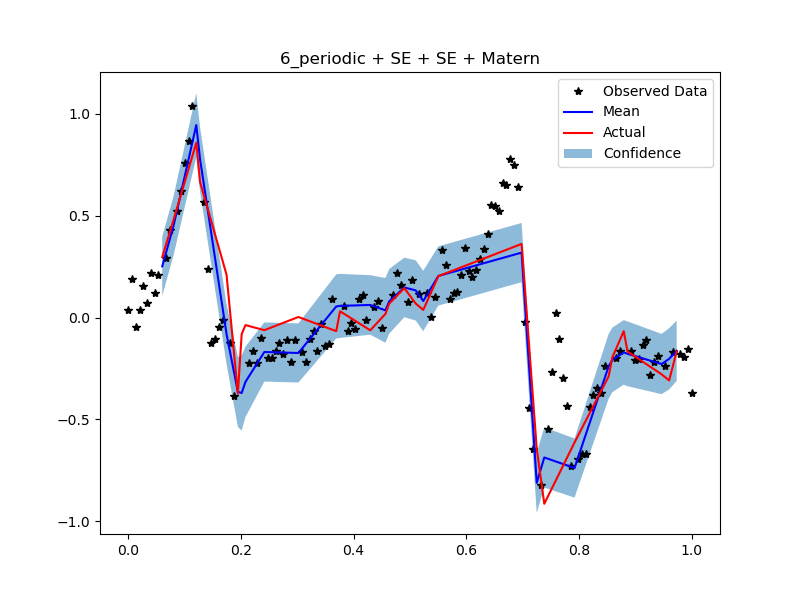 6_periodic + SE + SE + Matern
Observed Data
Mean
Actual
Confidence
1.0
0.5
0.0
−0.5
−1.0
0.0 0.2 0.4 0.6 0.8 1.0